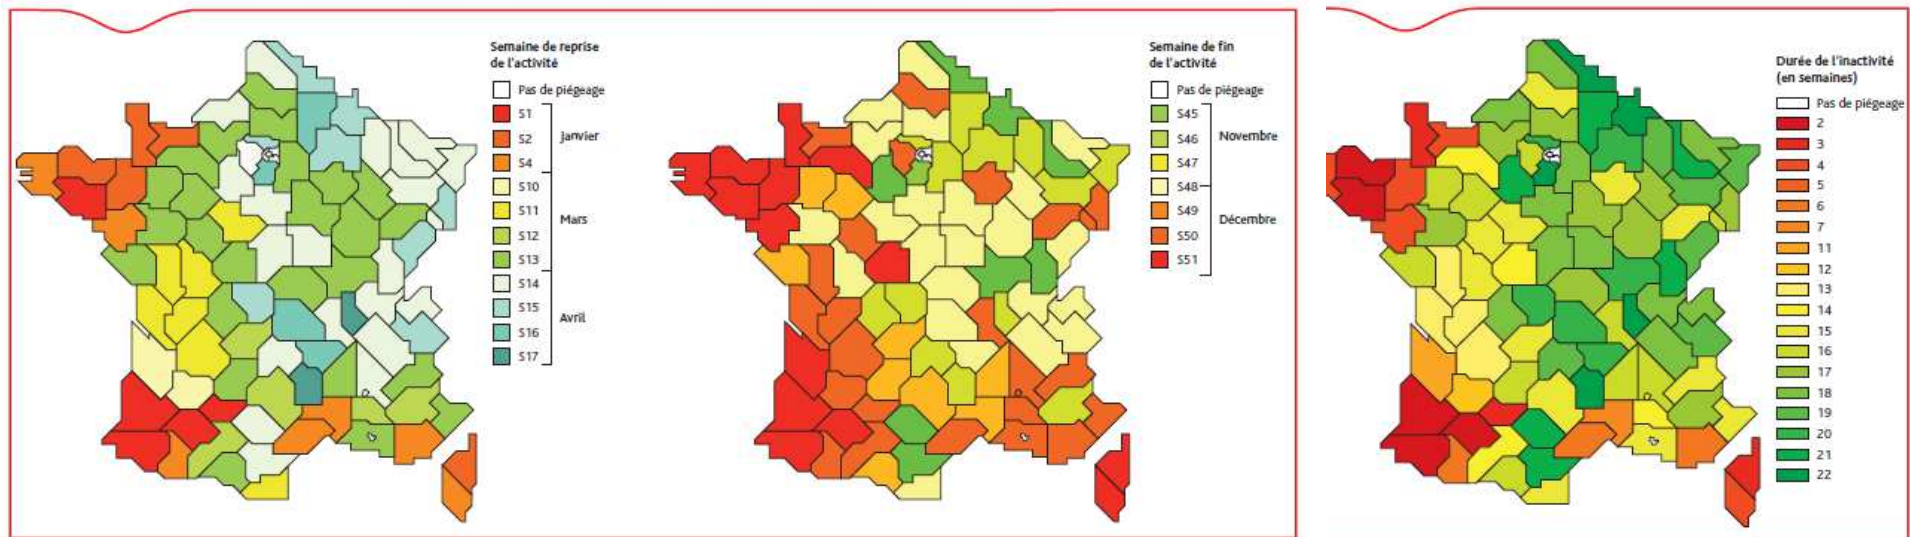 Semaine de reprise
de l'activité
Pas de piégeage
S1
S2
S4
S10
S11
S12
S13
S14
S15
S16
S17
Janvier
Mars
Avril
Semaine de fin
de l'activité
Pas de piégeage
S45
S46
S47
S48
S49
S50
S51
Novembre
Décembre
Durée de l'inactivité
(en semaines)
Pas de piégeage
2
3
4
5
6
7
11
12
13
14
15
16
17
18
19
20
21
22